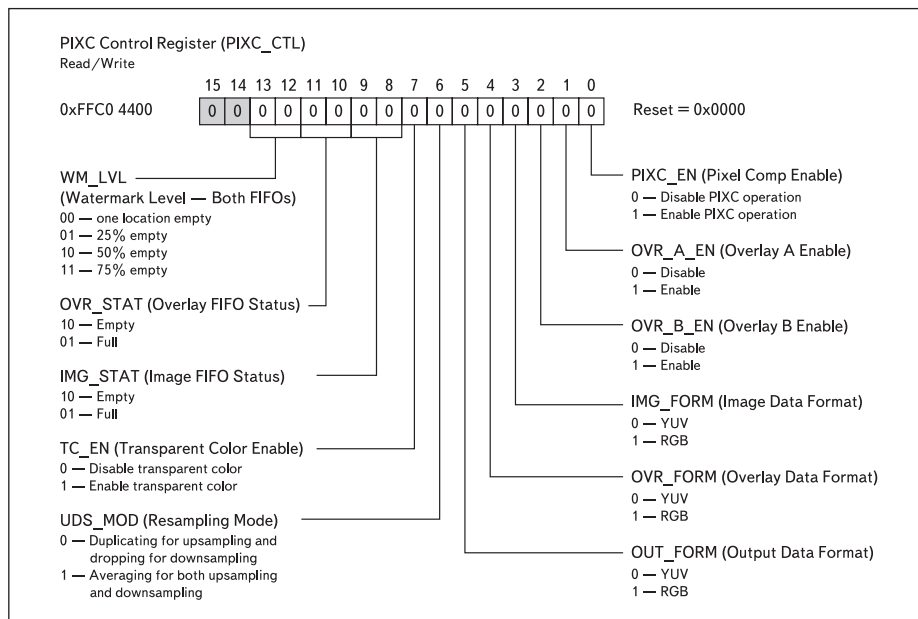 PIXC Control Register (PIXC_CTL)
Read/Write
15 14 13 12 11 10 9 8 7 6 5 4 3 2 1 0
0xFFC0 4400 0 0 0 0 0 0 0 0 0 0 0 0 0 0 0 0 Reset = 0x0000
WM_LVL
(Watermark Level — Both FIFOs)
00 — one location empty
01 — 25% empty
10 — 50% empty
11 — 75% empty
OVR_STAT (Overlay FIFO Status)
10 — Empty
01 — Full
IMG_STAT (Image FIFO Status)
10 — Empty
01 — Full
TC_EN (Transparent Color Enable)
0 — Disable transparent color
1 — Enable transparent color
UDS_MOD (Resampling Mode)
0 — Duplicating for upsampling and
dropping for downsampling
1 — Averaging for both upsampling
and downsampling
PIXC_EN (Pixel Comp Enable)
0 — Disable PIXC operation
1 — Enable PIXC operation
OVR_A_EN (Overlay A Enable)
0 — Disable
1 — Enable
OVR_B_EN (Overlay B Enable)
0 — Disable
1 — Enable
IMG_FORM (Image Data Format)
0 — YUV
1 — RGB
OVR_FORM (Overlay Data Format)
0 — YUV
1 — RGB
OUT_FORM (Output Data Format)
0 — YUV
1 — RGB